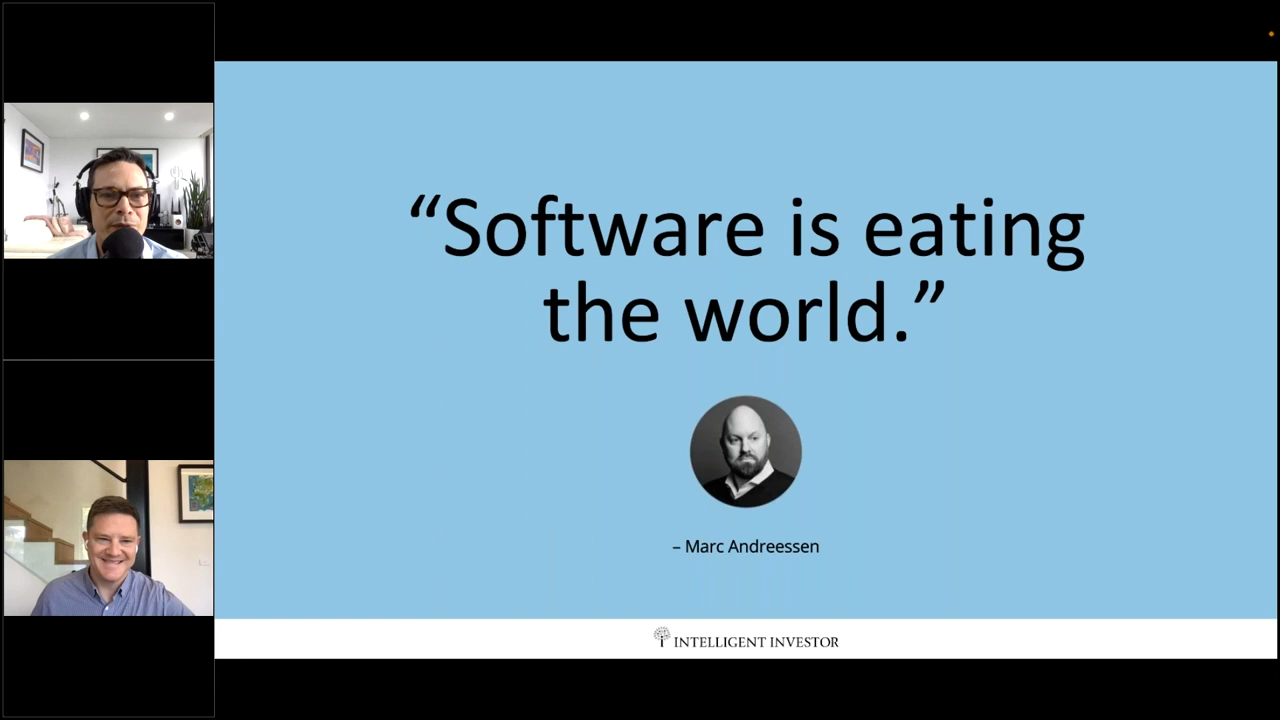 “Software is eating
the world.”
– Marc Andreessen
INTELLIGENT INVESTOR